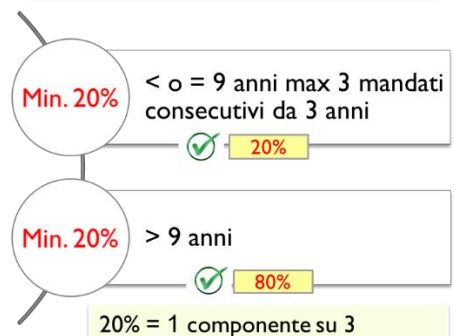 Min. 20%
< o = 9 anni max 3 mandati
consecutivi da 3 anni
20%
Min. 20%
> 9 anni
80%
20% = 1 componente su 3